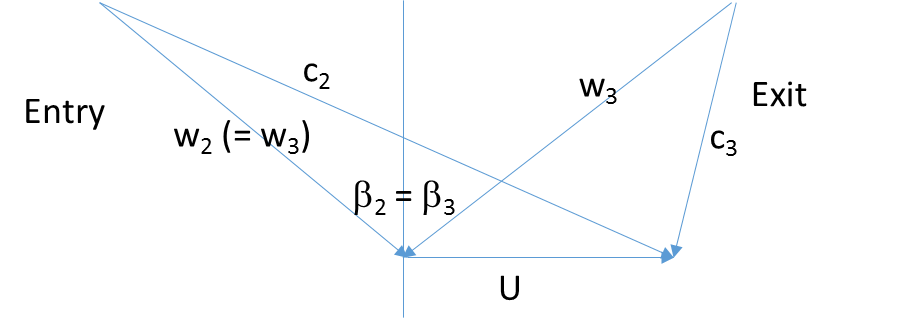 c₂
w₃
Exit
Entry
w₂ (= w₃)
c₃
β₂ = β₃
U